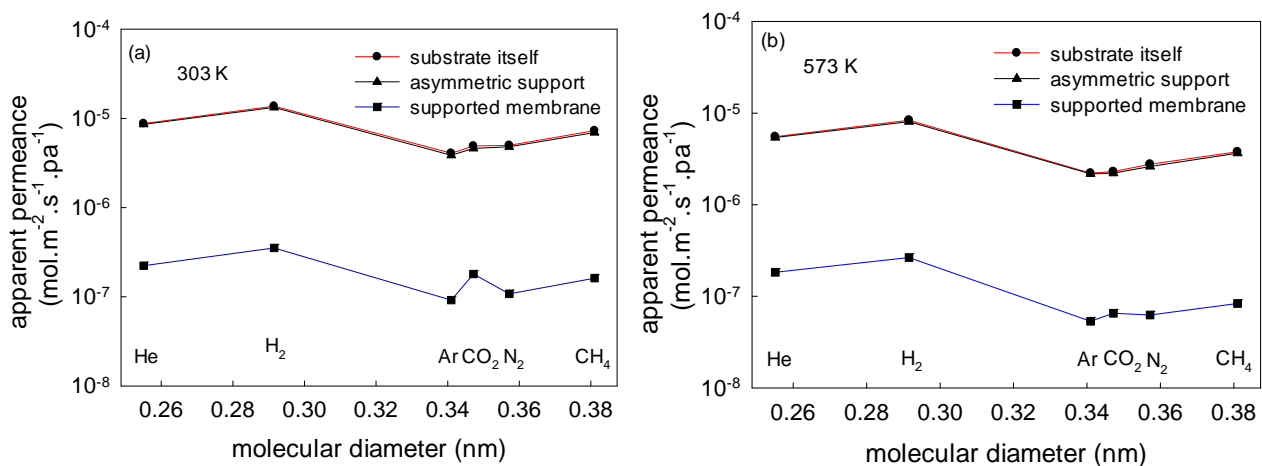 (a)
303 K
substrate itself
asymmetric support
supported membrane
apparent permeance
(mol.m⁻².s⁻¹.pa⁻¹)
10⁻⁴
10⁻⁵
10⁻⁶
10⁻⁷
10⁻⁸
He H₂ Ar CO₂ N₂ CH₄
0.26 0.28 0.30 0.32 0.34 0.36 0.38
molecular diameter (nm)
(b)
573 K
substrate itself
asymmetric support
supported membrane
apparent permeance
(mol.m⁻².s⁻¹.pa⁻¹)
10⁻⁴
10⁻⁵
10⁻⁶
10⁻⁷
10⁻⁸
He H₂ Ar CO₂ N₂ CH₄
0.26 0.28 0.30 0.32 0.34 0.36 0.38
molecular diameter (nm)